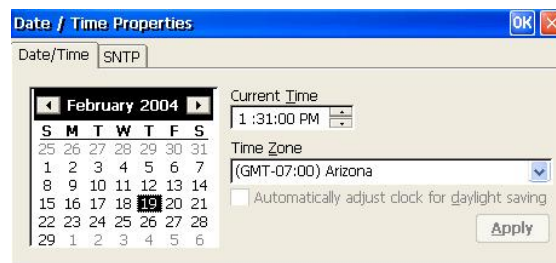 Date / Time Properties OK
Date/Time SNTP
February 2004
S M T W T F S
25 26 27 28 29 30 31
1 2 3 4 5 6 7
8 9 10 11 12 13 14
15 16 17 18 19 20 21
22 23 24 25 26 27 28
29 1 2 3 4 5 6
Current Time
1 :31:00 PM
Time Zone
(GMT-07:00) Arizona
Automatically adjust clock for daylight saving
Apply